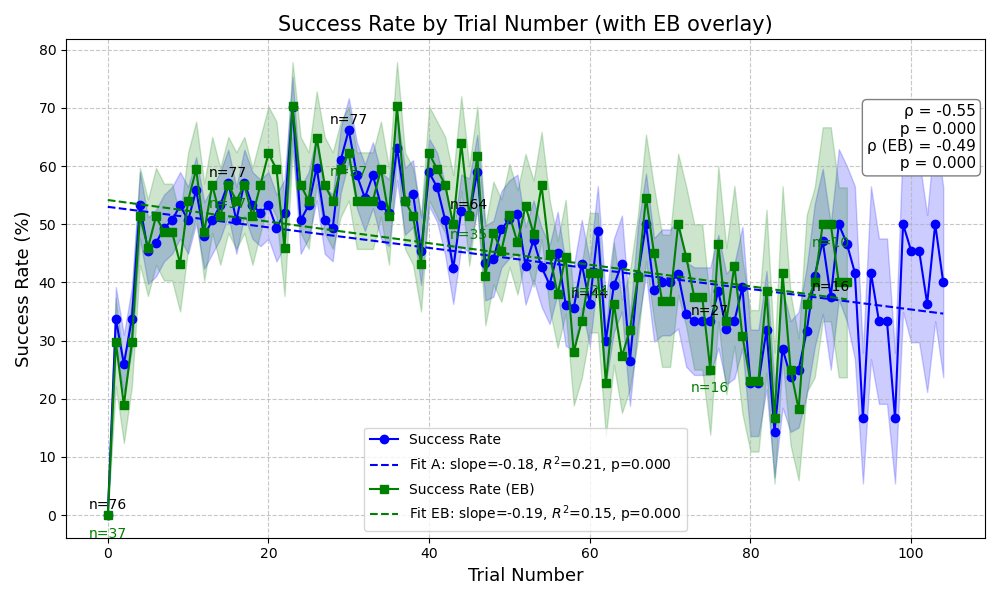 Success Rate by Trial Number (with EB overlay)
Success Rate (%)
80
70
60
50
40
30
20
10
0
ρ = -0.55
p = 0.000
ρ (EB) = -0.49
p = 0.000
n=77
n=77
n=64
n=35
n=44
n=27
n=16
n=16
n=76
n=37
Success Rate
Fit A: slope=-0.18, R²=0.21, p=0.000
Success Rate (EB)
Fit EB: slope=-0.19, R²=0.15, p=0.000
0
20
40
60
80
100
Trial Number